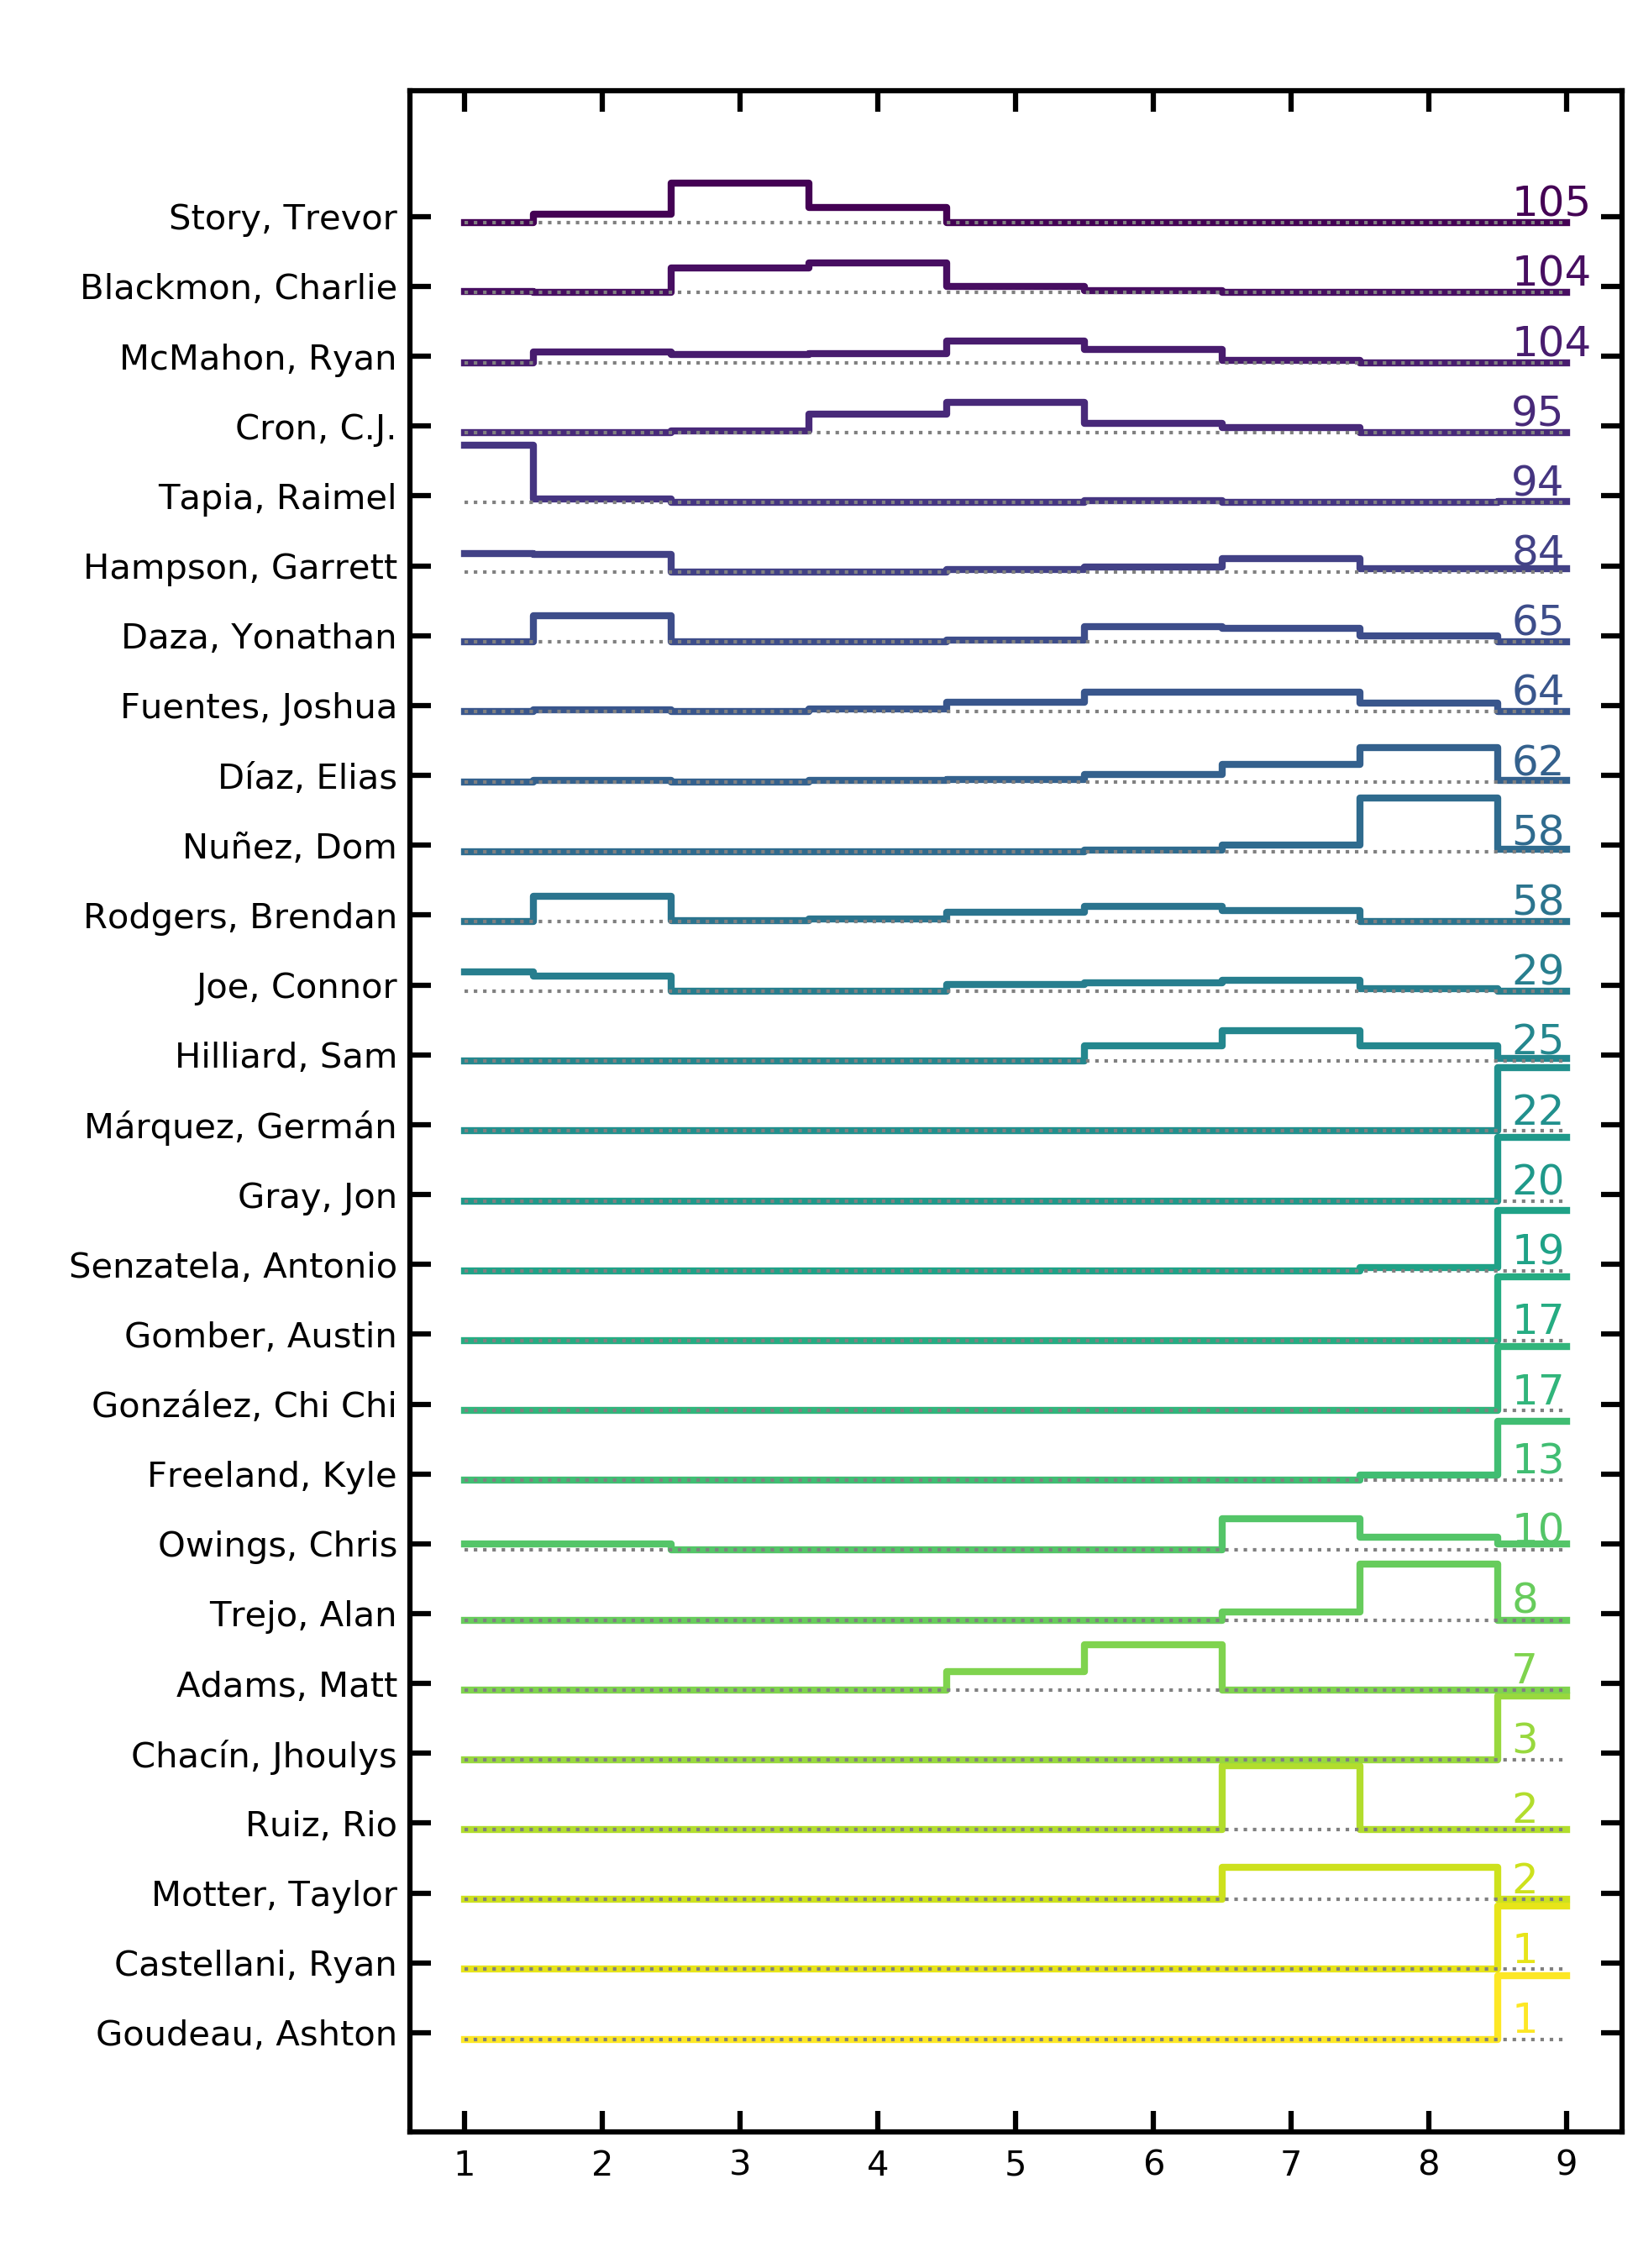 Story, Trevor 105
Blackmon, Charlie 104
McMahon, Ryan 104
Cron, C.J. 95
Tapia, Raimel 94
Hampson, Garrett 84
Daza, Yonathan 65
Fuentes, Joshua 64
Díaz, Elias 62
Nuñez, Dom 58
Rodgers, Brendan 58
Joe, Connor 29
Hilliard, Sam 25
Márquez, Germán 22
Gray, Jon 20
Senzatela, Antonio 19
Gomber, Austin 17
González, Chi Chi 17
Freeland, Kyle 13
Owings, Chris 10
Trejo, Alan 8
Adams, Matt 7
Chacín, Jhoulys 3
Ruiz, Rio 2
Motter, Taylor 2
Castellani, Ryan 1
Goudeau, Ashton 1
1 2 3 4 5 6 7 8 9